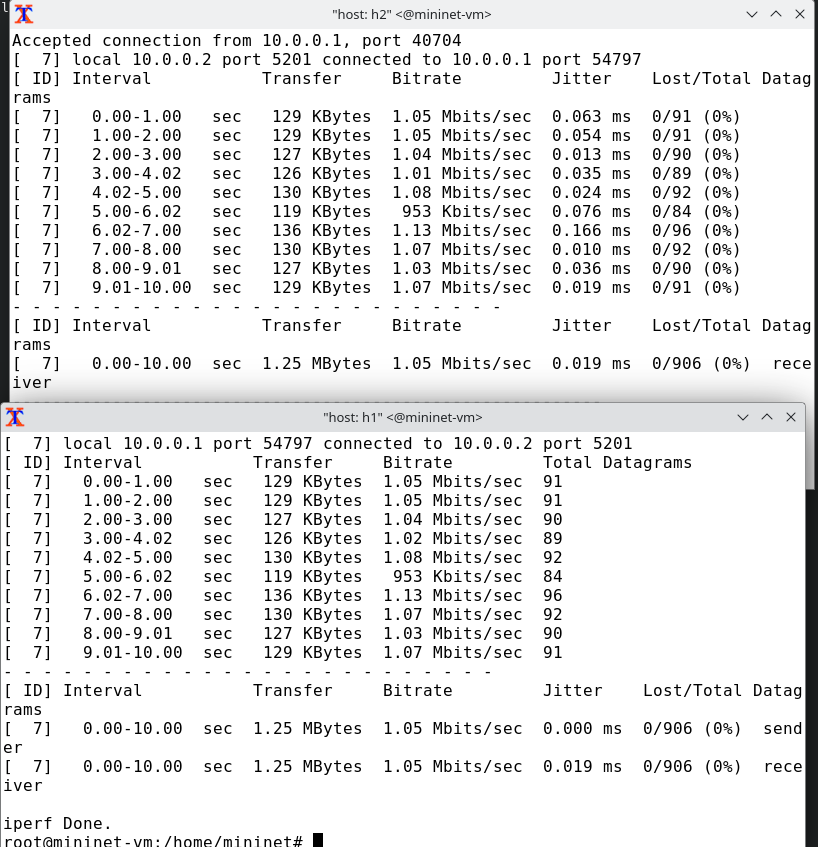 "host: h2" <@mininet-vm>
Accepted connection from 10.0.0.1, port 40704
[  7] local 10.0.0.2 port 5201 connected to 10.0.0.1 port 54797
[ ID] Interval           Transfer     Bitrate         Jitter    Lost/Total Datag
rams
[  7]   0.00-1.00   sec   129 KBytes  1.05 Mbits/sec  0.063 ms  0/91 (0%)
[  7]   1.00-2.00   sec   129 KBytes  1.05 Mbits/sec  0.054 ms  0/91 (0%)
[  7]   2.00-3.00   sec   127 KBytes  1.04 Mbits/sec  0.013 ms  0/90 (0%)
[  7]   3.00-4.02   sec   126 KBytes  1.01 Mbits/sec  0.035 ms  0/89 (0%)
[  7]   4.02-5.00   sec   130 KBytes  1.08 Mbits/sec  0.024 ms  0/92 (0%)
[  7]   5.00-6.02   sec   119 KBytes   953 Kbits/sec  0.076 ms  0/84 (0%)
[  7]   6.02-7.00   sec   136 KBytes  1.13 Mbits/sec  0.166 ms  0/96 (0%)
[  7]   7.00-8.00   sec   130 KBytes  1.07 Mbits/sec  0.010 ms  0/92 (0%)
[  7]   8.00-9.01   sec   127 KBytes  1.03 Mbits/sec  0.036 ms  0/90 (0%)
[  7]   9.01-10.00  sec   129 KBytes  1.07 Mbits/sec  0.019 ms  0/91 (0%)
- - - - - - - - - - - - - - - - - - - - - - - - -
[ ID] Interval           Transfer     Bitrate         Jitter    Lost/Total Datag
rams
[  7]   0.00-10.00  sec  1.25 MBytes  1.05 Mbits/sec  0.019 ms  0/906 (0%)  rece
iver
"host: h1" <@mininet-vm>
[  7] local 10.0.0.1 port 54797 connected to 10.0.0.2 port 5201
[ ID] Interval           Transfer     Bitrate         Total Datagrams
[  7]   0.00-1.00   sec   129 KBytes  1.05 Mbits/sec  91
[  7]   1.00-2.00   sec   129 KBytes  1.05 Mbits/sec  91
[  7]   2.00-3.00   sec   127 KBytes  1.04 Mbits/sec  90
[  7]   3.00-4.02   sec   126 KBytes  1.02 Mbits/sec  89
[  7]   4.02-5.00   sec   130 KBytes  1.08 Mbits/sec  92
[  7]   5.00-6.02   sec   119 KBytes   953 Kbits/sec  84
[  7]   6.02-7.00   sec   136 KBytes  1.13 Mbits/sec  96
[  7]   7.00-8.00   sec   130 KBytes  1.07 Mbits/sec  92
[  7]   8.00-9.01   sec   127 KBytes  1.03 Mbits/sec  90
[  7]   9.01-10.00  sec   129 KBytes  1.07 Mbits/sec  91
- - - - - - - - - - - - - - - - - - - - - - - - -
[ ID] Interval           Transfer     Bitrate         Jitter    Lost/Total Datag
rams
[  7]   0.00-10.00  sec  1.25 MBytes  1.05 Mbits/sec  0.000 ms  0/906 (0%)  send
er
[  7]   0.00-10.00  sec  1.25 MBytes  1.05 Mbits/sec  0.019 ms  0/906 (0%)  rece
iver

iperf Done.
root@mininet-vm:/home/mininet#